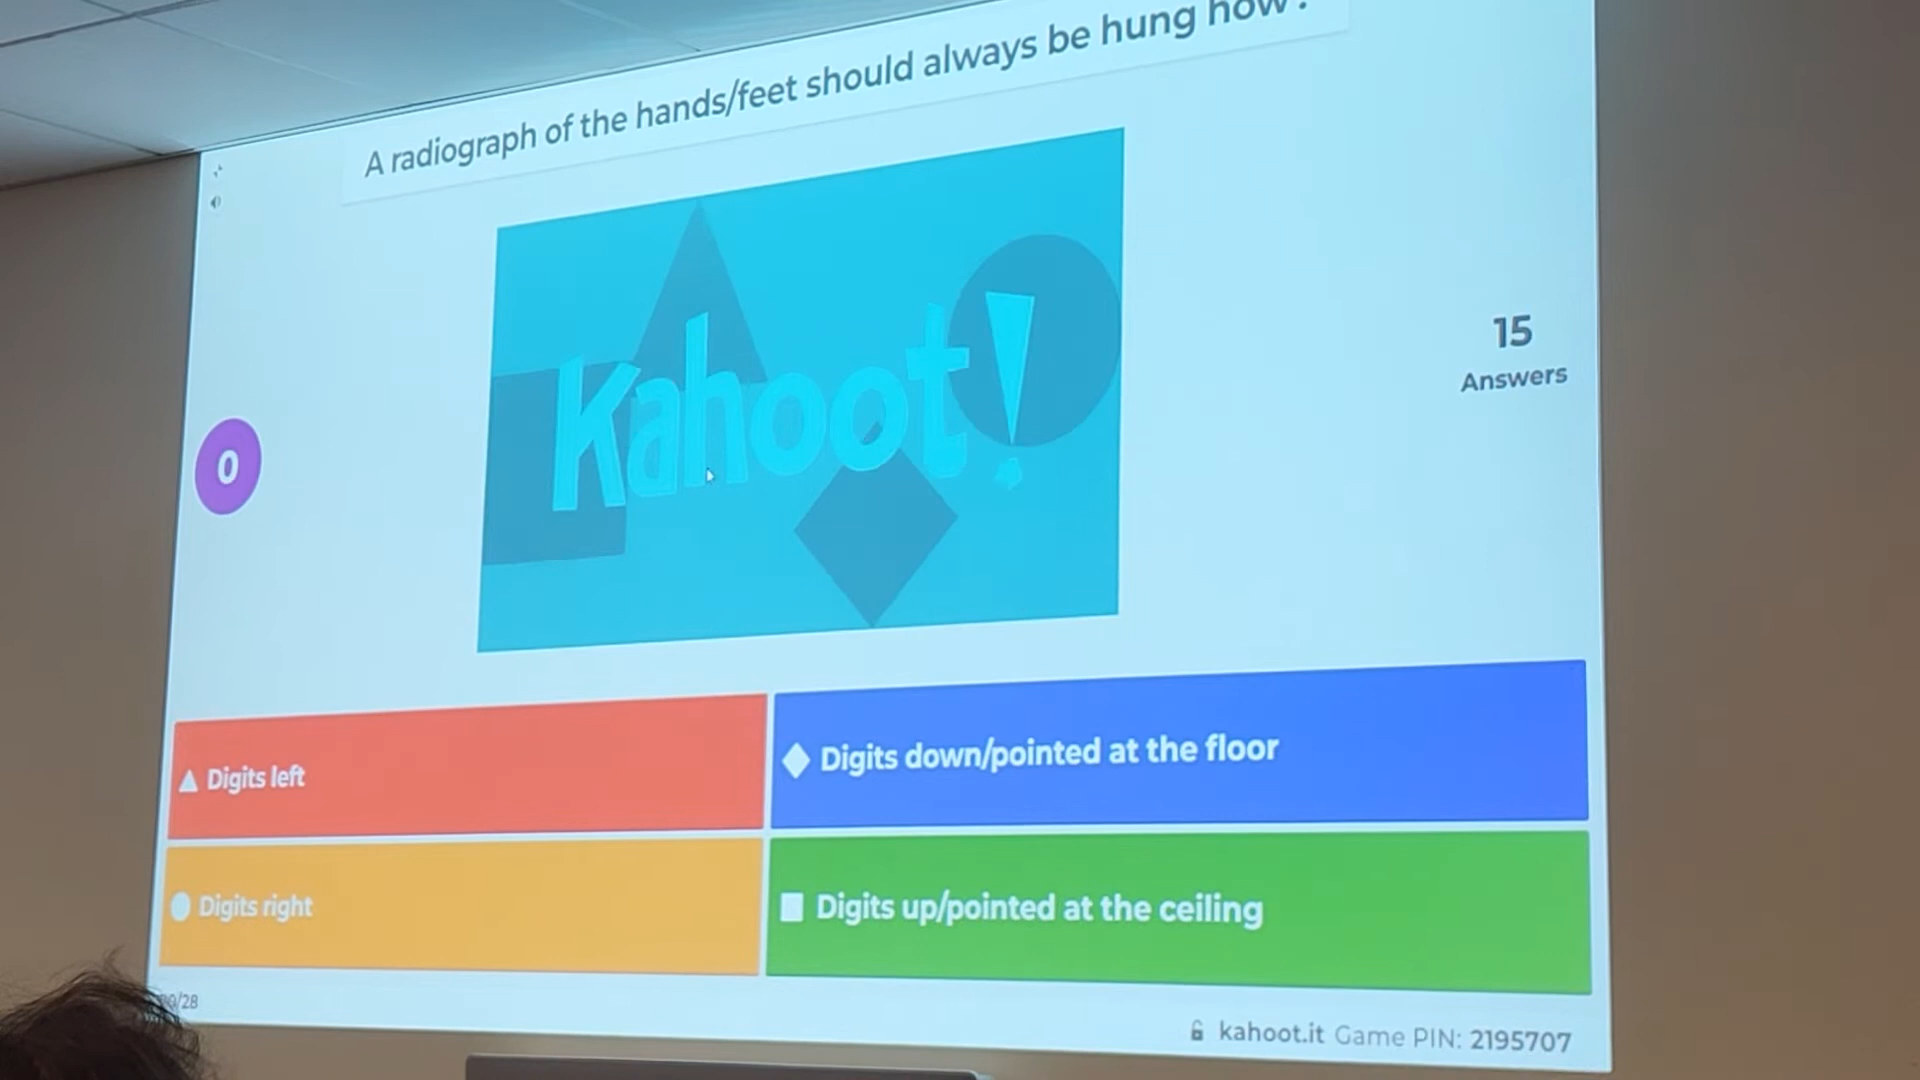 A radiograph of the hands/feet should always be hung how?
Kahoot!
0
15
Answers
Digits left
Digits down/pointed at the floor
Digits right
Digits up/pointed at the ceiling
/28
kahoot.it Game PIN: 2195707